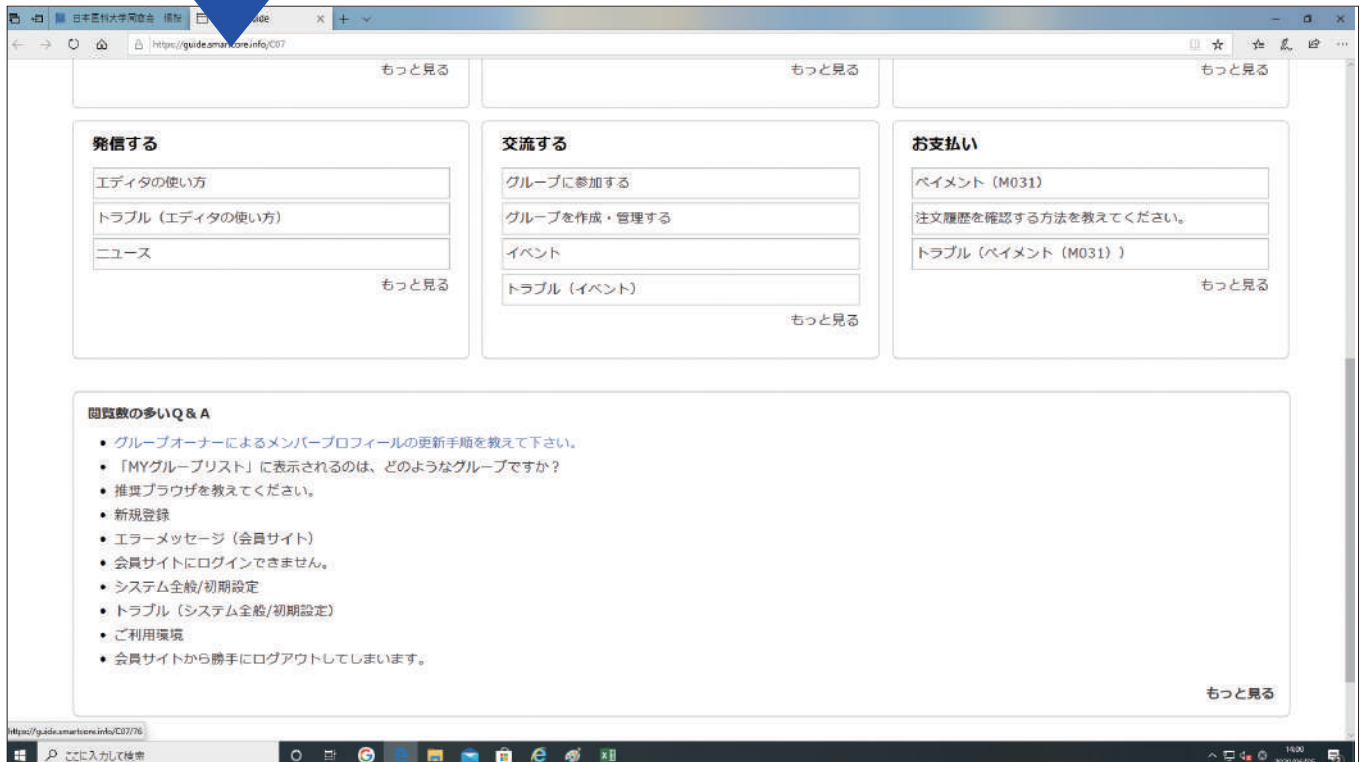 日本医科大学同窓会
ide
https://guide.smartcore.info/C07
もっと見る
もっと見る
もっと見る
発信する
エディタの使い方
トラブル（エディタの使い方）
ニュース
もっと見る
交流する
グループに参加する
グループを作成・管理する
イベント
トラブル（イベント）
もっと見る
お支払い
ペイメント（M031）
注文履歴を確認する方法を教えてください。
トラブル（ペイメント（M031））
もっと見る
閲覧数の多いQ＆A
• グループオーナーによるメンバープロフィールの更新手順を教えて下さい。
• 「MYグループリスト」に表示されるのは、どのようなグループですか？
• 推奨ブラウザを教えてください。
• 新規登録
• エラーメッセージ（会員サイト）
• 会員サイトにログインできません。
• システム全般/初期設定
• トラブル（システム全般/初期設定）
• ご利用環境
• 会員サイトから勝手にログアウトしてしまいます。
もっと見る
https://guide.smartcore.info/C07/76
ここに入力して検索
14:00